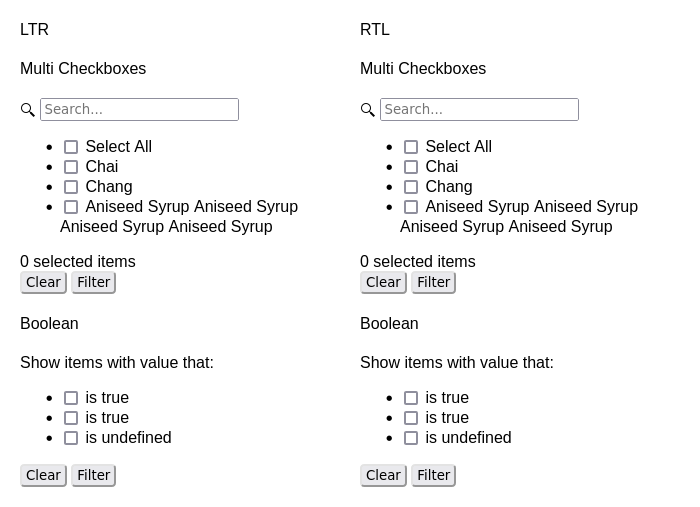 LTR
Multi Checkboxes
Search...
Select All
Chai
Chang
Aniseed Syrup Aniseed Syrup
Aniseed Syrup Aniseed Syrup
0 selected items
Clear Filter
Boolean
Show items with value that:
is true
is true
is undefined
Clear Filter
RTL
Multi Checkboxes
Search...
Select All
Chai
Chang
Aniseed Syrup Aniseed Syrup
Aniseed Syrup Aniseed Syrup
0 selected items
Clear Filter
Boolean
Show items with value that:
is true
is true
is undefined
Clear Filter